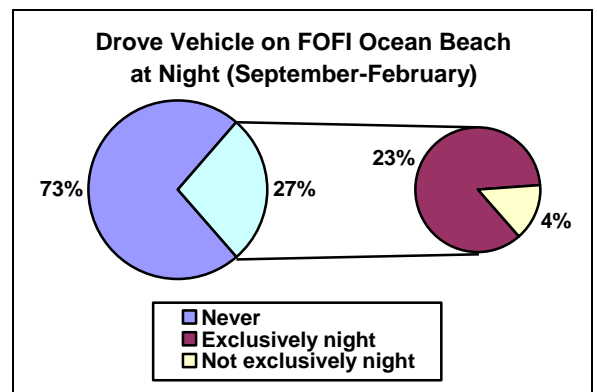 Drove Vehicle on FOFI Ocean Beach
at Night (September-February)
73%
27%
23%
4%
Never
Exclusively night
Not exclusively night